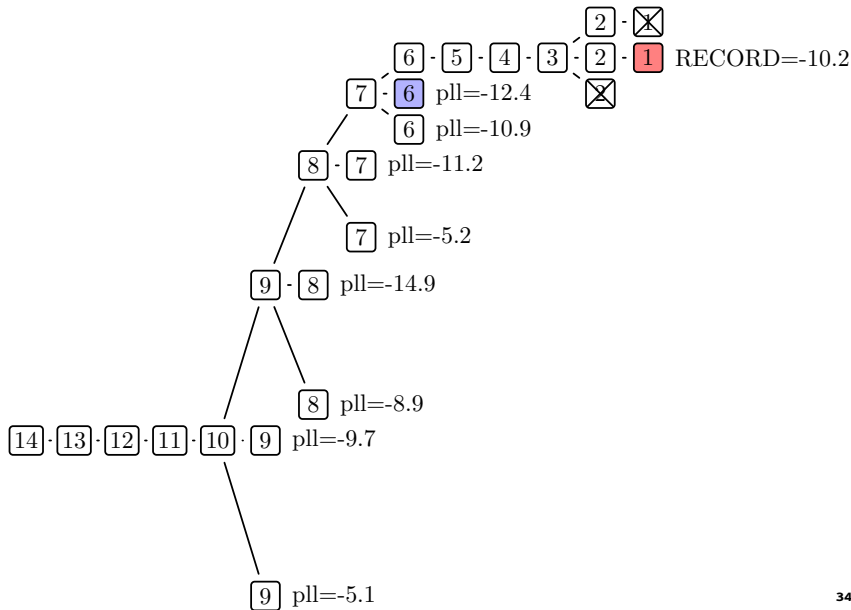 2 1
6 5 4 3 2 1 RECORD=-10.2
7 6 pll=-12.4 2
6 pll=-10.9
8 7 pll=-11.2
7 pll=-5.2
9 8 pll=-14.9
8 pll=-8.9
14 13 12 11 10 9 pll=-9.7
9 pll=-5.1
34